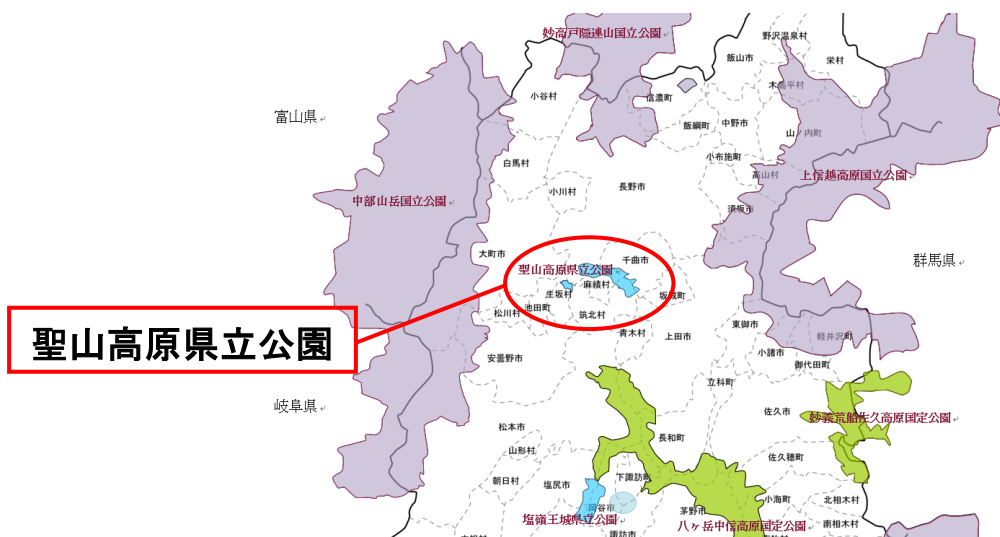 妙高戸隠連山国立公園
野沢温泉村
飯山市
栄村
木島平村
小谷村
信濃町
富山県
飯綱町
中野市
山ノ内町
小布施町
白馬村
高山村
上信越高原国立公園
小川村
長野市
中部山岳国立公園
須坂市
大町市
千曲市
群馬県
聖山高原県立公園
麻績村
生坂村
坂城町
池田町
松川村
筑北村
東御市
青木村
上田市
軽井沢町
聖山高原県立公園
小諸市
安曇野市
御代田町
立科町
岐阜県
佐久市
妙義荒船佐久高原国定公園
松本市
長和町
山形村
佐久穂町
朝日村
塩尻市
下諏訪町
小海町
北相木村
岡谷市
茅野市
塩嶺王城県立公園
八ヶ岳中信高原国定公園
南相木村
諏訪市